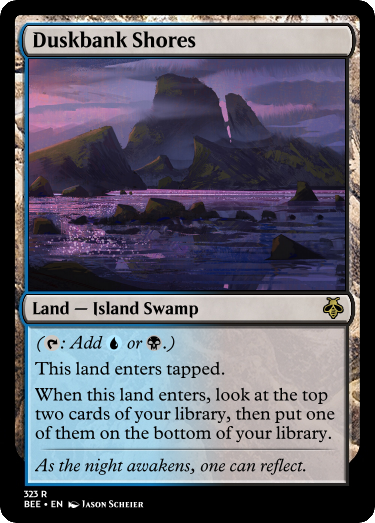 Duskbank Shores
Land — Island Swamp
(: Add or .)
This land enters tapped.
When this land enters, look at the top
two cards of your library, then put one
of them on the bottom of your library.
As the night awakens, one can reflect.
323 R
BEE • EN Jason Scheier